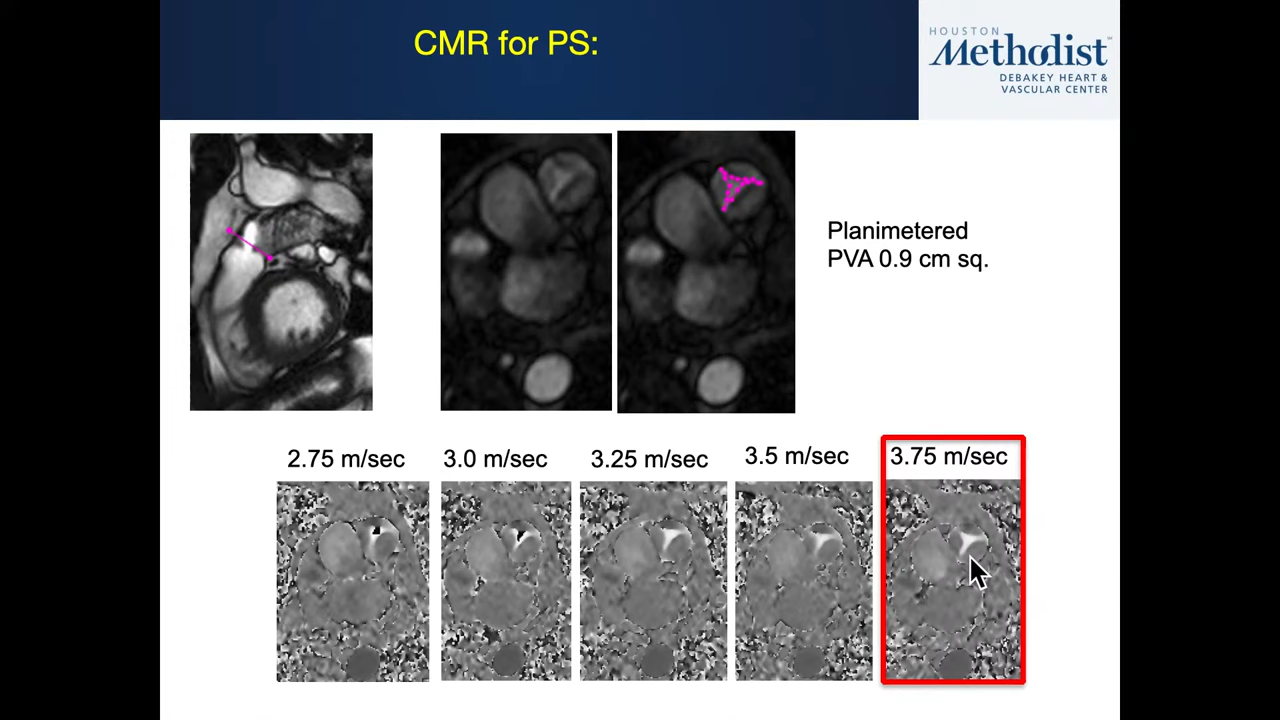 CMR for PS:
HOUSTON
Methodist
SM
DEBAKEY HEART &
VASCULAR CENTER
Planimetered
PVA 0.9 cm sq.
2.75 m/sec
3.0 m/sec
3.25 m/sec
3.5 m/sec
3.75 m/sec